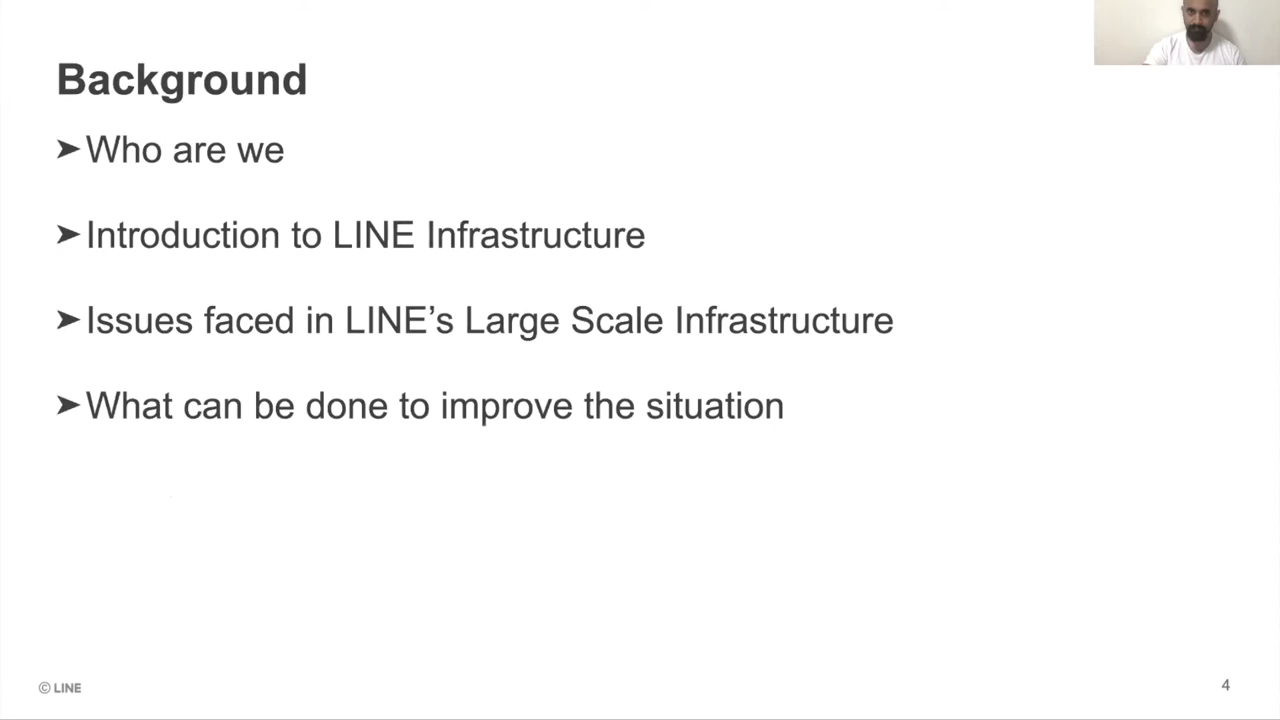 Background
➤Who are we
➤Introduction to LINE Infrastructure
➤Issues faced in LINE’s Large Scale Infrastructure
➤What can be done to improve the situation
© LINE
4